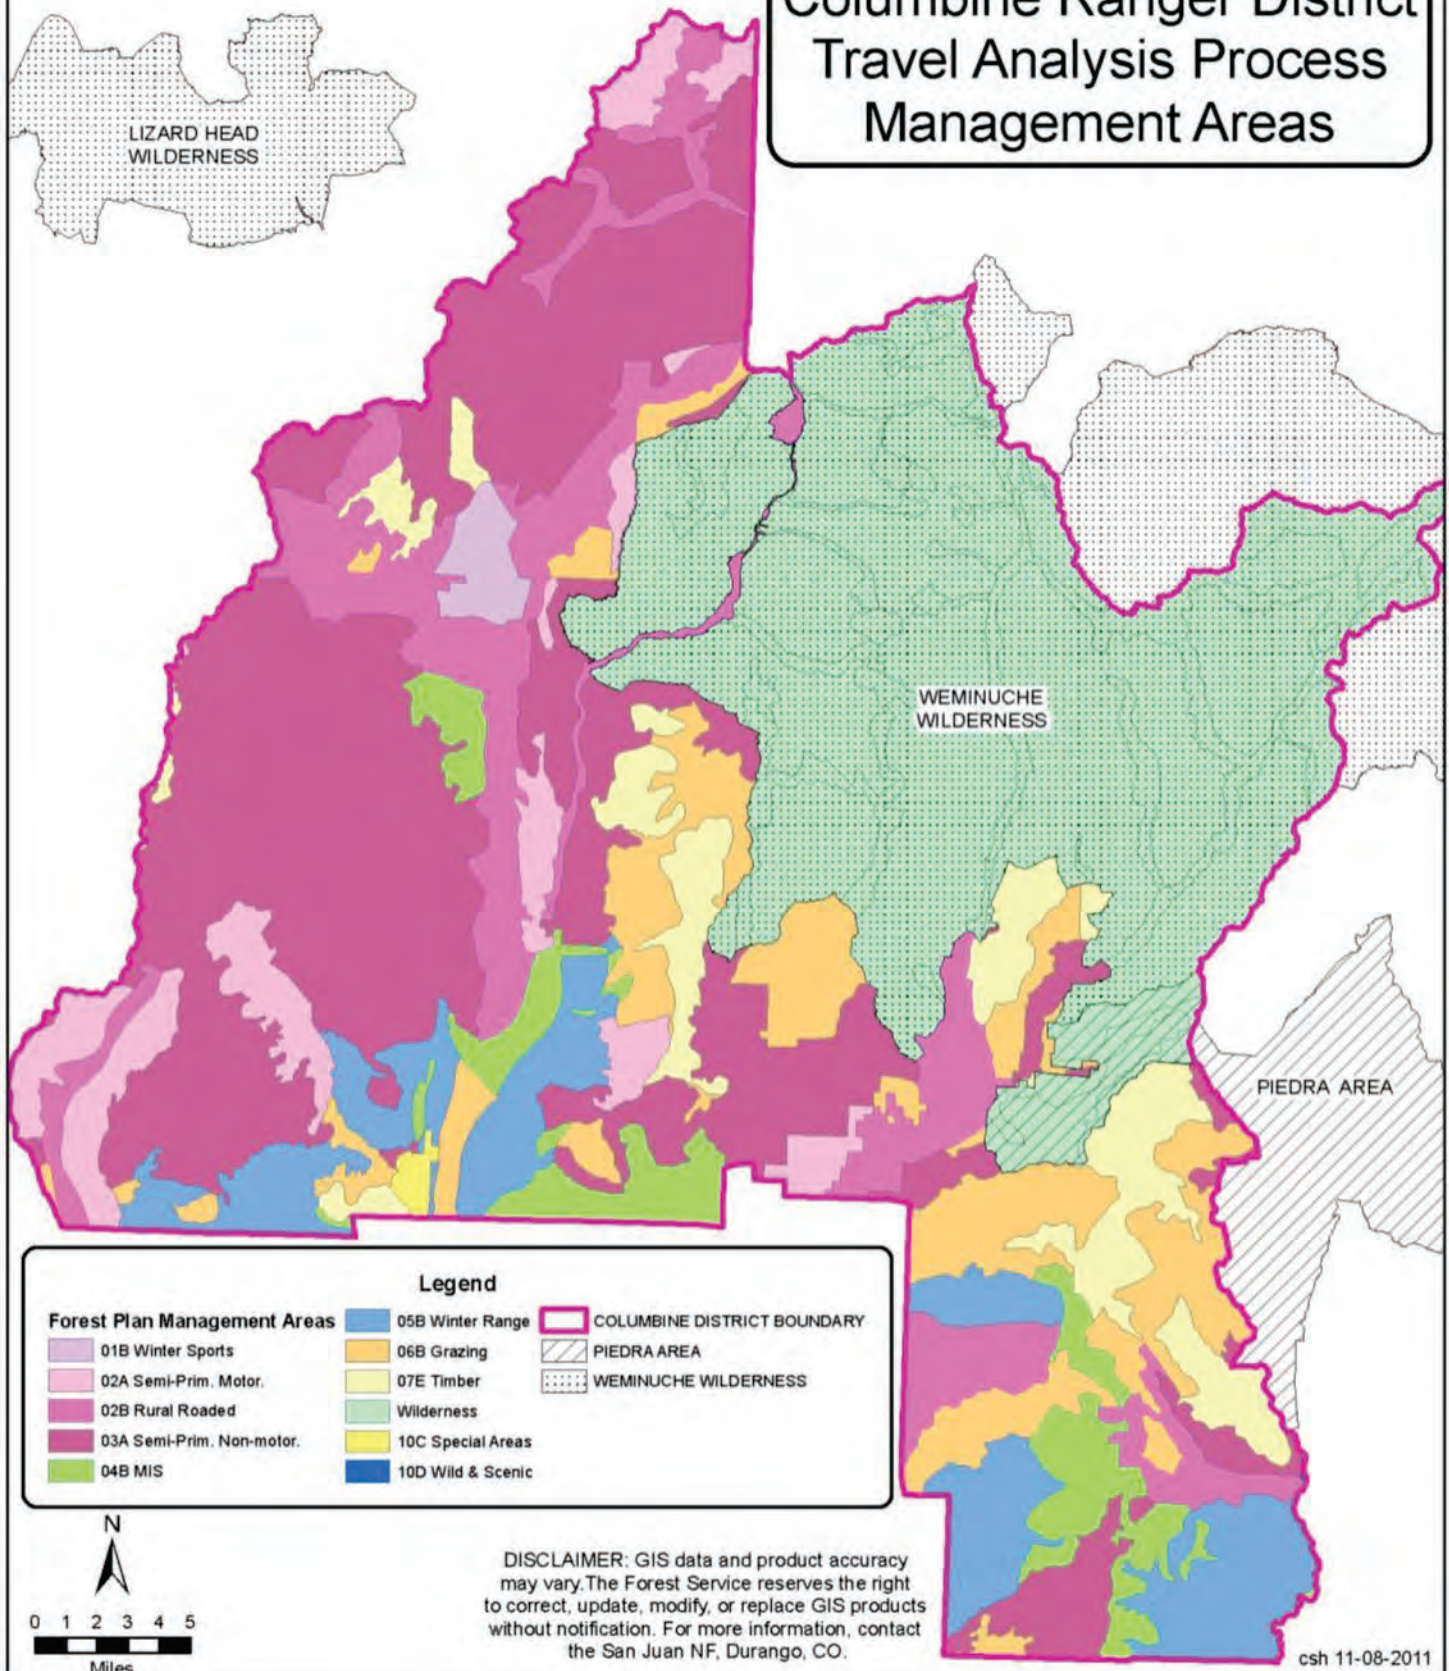 Columbine Ranger District
Travel Analysis Process
Management Areas
LIZARD HEAD
WILDERNESS
WEMINUCHE
WILDERNESS
PIEDRA AREA
Legend
Forest Plan Management Areas
01B Winter Sports
02A Semi-Prim. Motor.
02B Rural Roaded
03A Semi-Prim. Non-motor.
04B MIS
05B Winter Range
06B Grazing
07E Timber
Wilderness
10C Special Areas
10D Wild & Scenic
COLUMBINE DISTRICT BOUNDARY
PIEDRA AREA
WEMINUCHE WILDERNESS
N
0 1 2 3 4 5
Miles
DISCLAIMER: GIS data and product accuracy
may vary.The Forest Service reserves the right
to correct, update, modify, or replace GIS products
without notification. For more information, contact
the San Juan NF, Durango, CO.
csh 11-08-2011